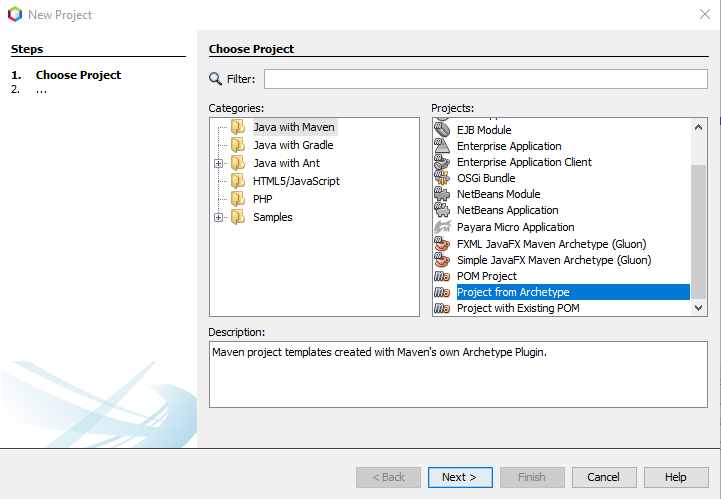 New Project
Steps
1. Choose Project
2. ...
Choose Project
Filter:
Categories:
Java with Maven
Java with Gradle
Java with Ant
HTML5/JavaScript
PHP
Samples
Projects:
EJB Module
Enterprise Application
Enterprise Application Client
OSGi Bundle
NetBeans Module
NetBeans Application
Payara Micro Application
FXML JavaFX Maven Archetype (Gluon)
Simple JavaFX Maven Archetype (Gluon)
POM Project
Project from Archetype
Project with Existing POM
Description:
Maven project templates created with Maven's own Archetype Plugin.
< Back
Next >
Finish
Cancel
Help